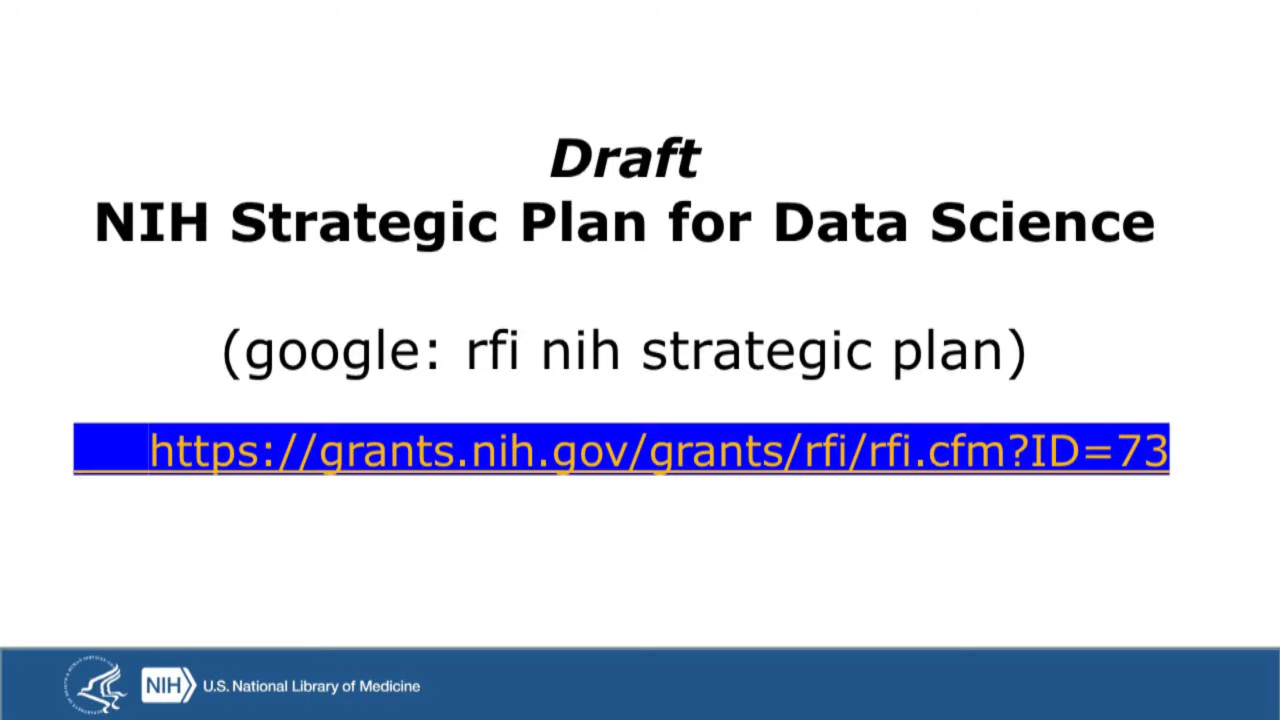 Draft
NIH Strategic Plan for Data Science
(google: rfi nih strategic plan)
https://grants.nih.gov/grants/rfi/rfi.cfm?ID=73
NIH U.S. National Library of Medicine